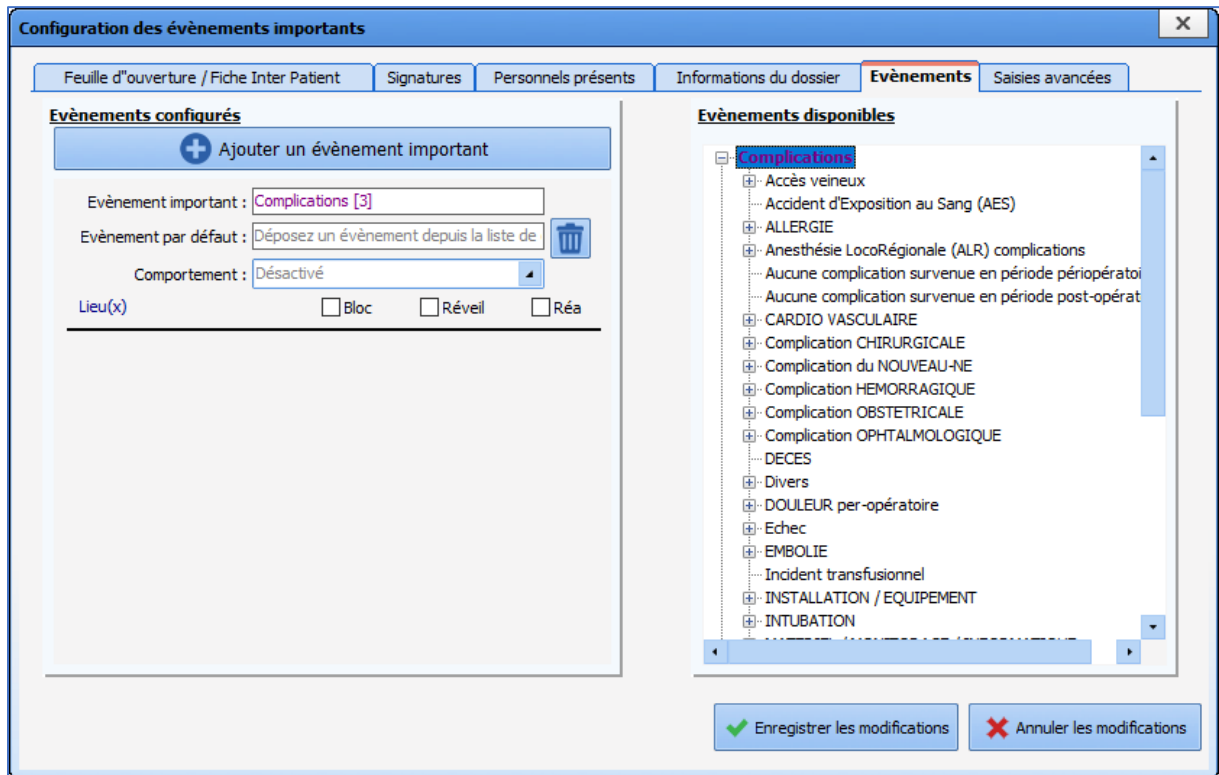 Configuration des évènements importants
Feuille d"ouverture / Fiche Inter Patient
Signatures
Personnels présents
Informations du dossier
Evènements
Saisies avancées
Evènements configurés
Ajouter un évènement important
Evènement important : Complications [3]
Evènement par défaut : Déposez un évènement depuis la liste de
Comportement : Désactivé
Lieu(x) Bloc Réveil Réa
Evènements disponibles
Complications
Accès veineux
Accident d'Exposition au Sang (AES)
ALLERGIE
Anesthésie LocoRégionale (ALR) complications
Aucune complication survenue en période périopératoi
Aucune complication survenue en période post-opérat
CARDIO VASCULAIRE
Complication CHIRURGICALE
Complication du NOUVEAU-NE
Complication HEMORRAGIQUE
Complication OBSTETRICALE
Complication OPHTALMOLOGIQUE
DECES
Divers
DOULEUR per-opératoire
Echec
EMBOLIE
Incident transfusionnel
INSTALLATION / EQUIPEMENT
INTUBATION
Enregistrer les modifications
Annuler les modifications